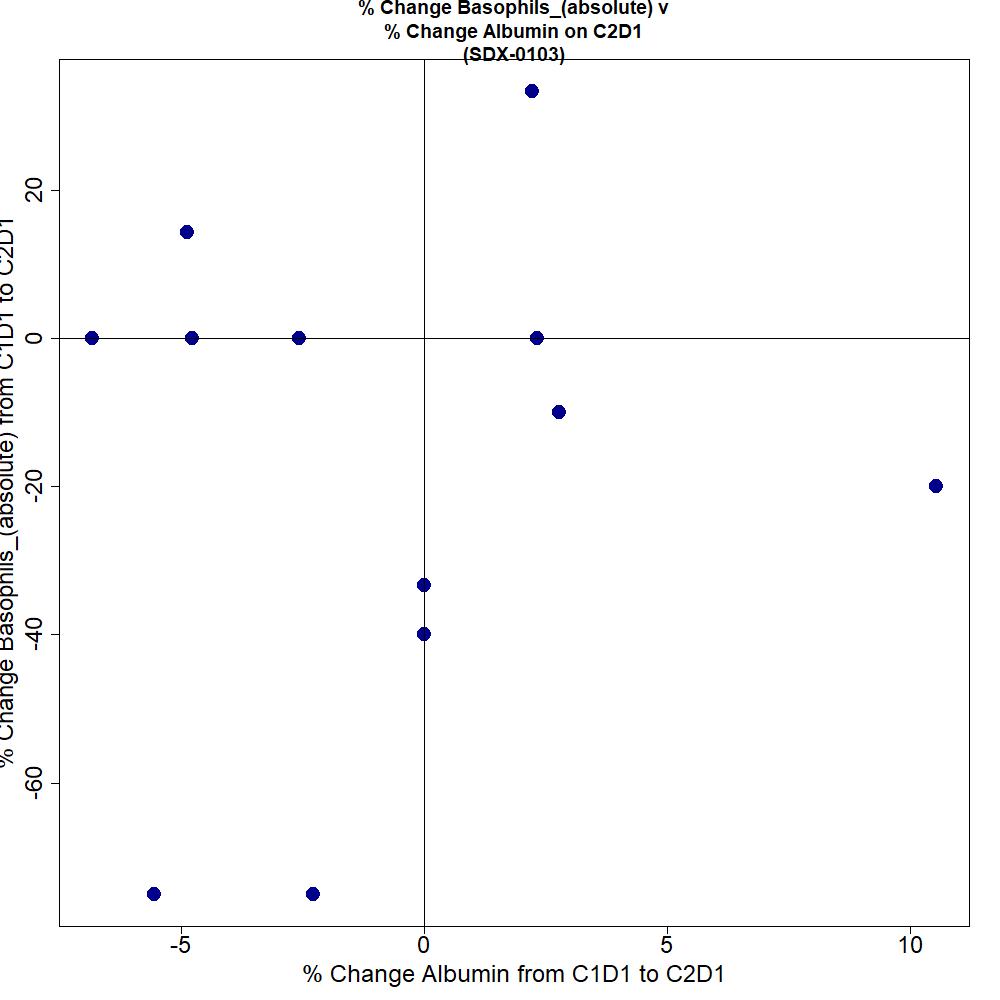 % Change Basophils_(absolute) v
% Change Albumin on C2D1
(SDX-0103)
% Change Basophils_(absolute) from C1D1 to C2D1
20
0
-20
-40
-60
-5
0
5
10
% Change Albumin from C1D1 to C2D1